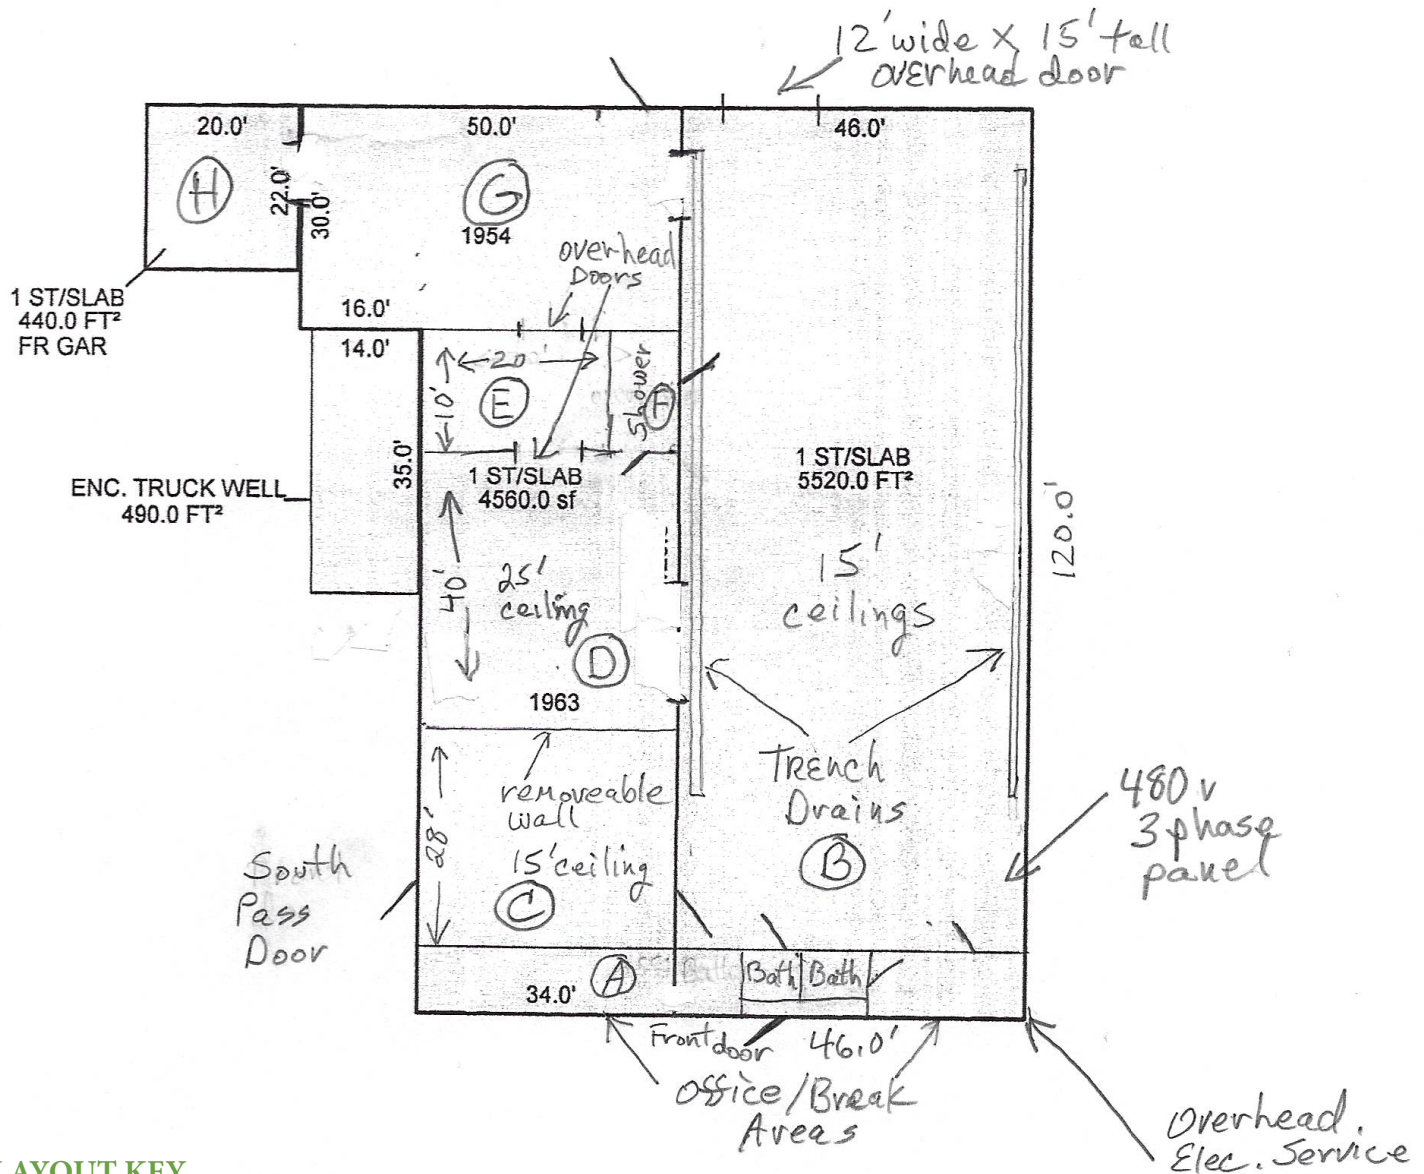 12' wide X 15' tall
overhead door
20.0'
50.0'
46.0'
H
22.0'
30.0'
G
1954
overhead
Doors
1 ST/SLAB
440.0 FT²
FR GAR
16.0'
14.0'
20'
10'
E
Shower
F
35.0'
1 ST/SLAB
4560.0 sf
1 ST/SLAB
5520.0 FT²
ENC. TRUCK WELL
490.0 FT²
120.0'
40'
25'
ceiling
15'
ceilings
D
1963
TRENCH
Drains
removeable
wall
480 v
3 phase
panel
28'
15' ceiling
B
South
Pass
Door
C
A
Bath
Bath
34.0'
Front door
46.0'
Office/Break
Areas
Overhead.
Elec. Service
LAYOUT KEY